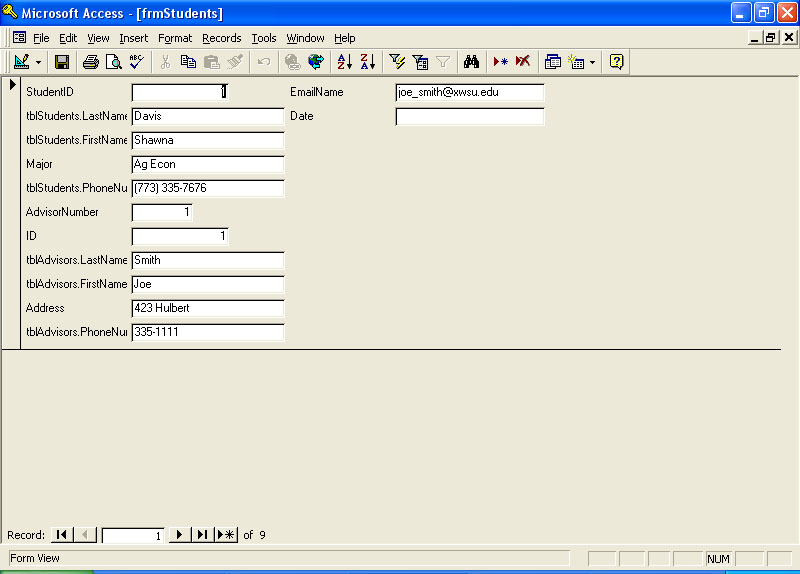 Microsoft Access - [frmStudents]
File Edit View Insert Format Records Tools Window Help
ABC A Z Z A
StudentID 1 EmailName joe_smith@xwsu.edu
tblStudents.LastName Davis Date
tblStudents.FirstName Shawna
Major Ag Econ
tblStudents.PhoneNu (773) 335-7676
AdvisorNumber 1
ID 1
tblAdvisors.LastName Smith
tblAdvisors.FirstName Joe
Address 423 Hulbert
tblAdvisors.PhoneNu 335-1111
Record: 1 of 9
Form View NUM